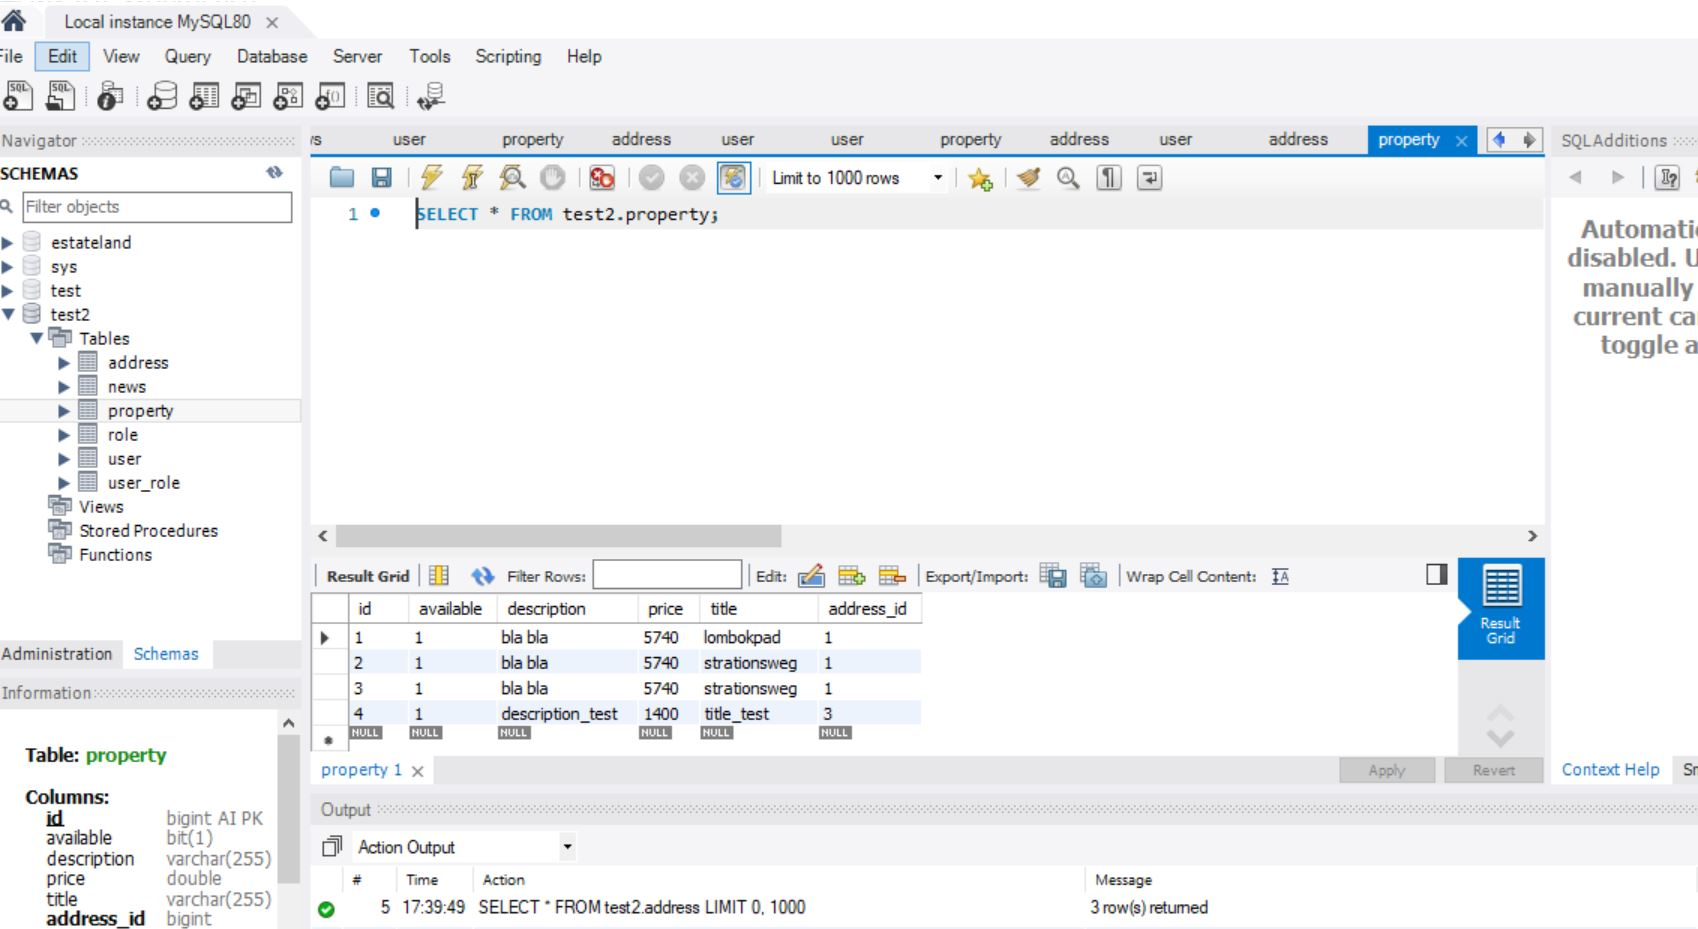 Local instance MySQL80
File Edit View Query Database Server Tools Scripting Help
Navigator
SCHEMAS
Filter objects
estateland
sys
test
test2
Tables
address
news
property
role
user
user_role
Views
Stored Procedures
Functions
Administration Schemas
Information
Table: property
Columns:
id bigint AI PK
available bit(1)
description varchar(255)
price double
title varchar(255)
address_id bigint
user property address user user property address user address property
Limit to 1000 rows
1 SELECT * FROM test2.property;
Result Grid Filter Rows: Edit: Export/Import: Wrap Cell Content:
id available description price title address_id
1 1 bla bla 5740 lombokpad 1
2 1 bla bla 5740 strationsweg 1
3 1 bla bla 5740 strationsweg 1
4 1 description_test 1400 title_test 3
NULL NULL NULL NULL NULL NULL
Result
Grid
property 1 Apply Revert
Output
Action Output
# Time Action Message
5 17:39:49 SELECT * FROM test2.address LIMIT 0, 1000 3 row(s) returned
SQLAdditions
Automatic
disabled. U
manually
current ca
toggle a
Context Help